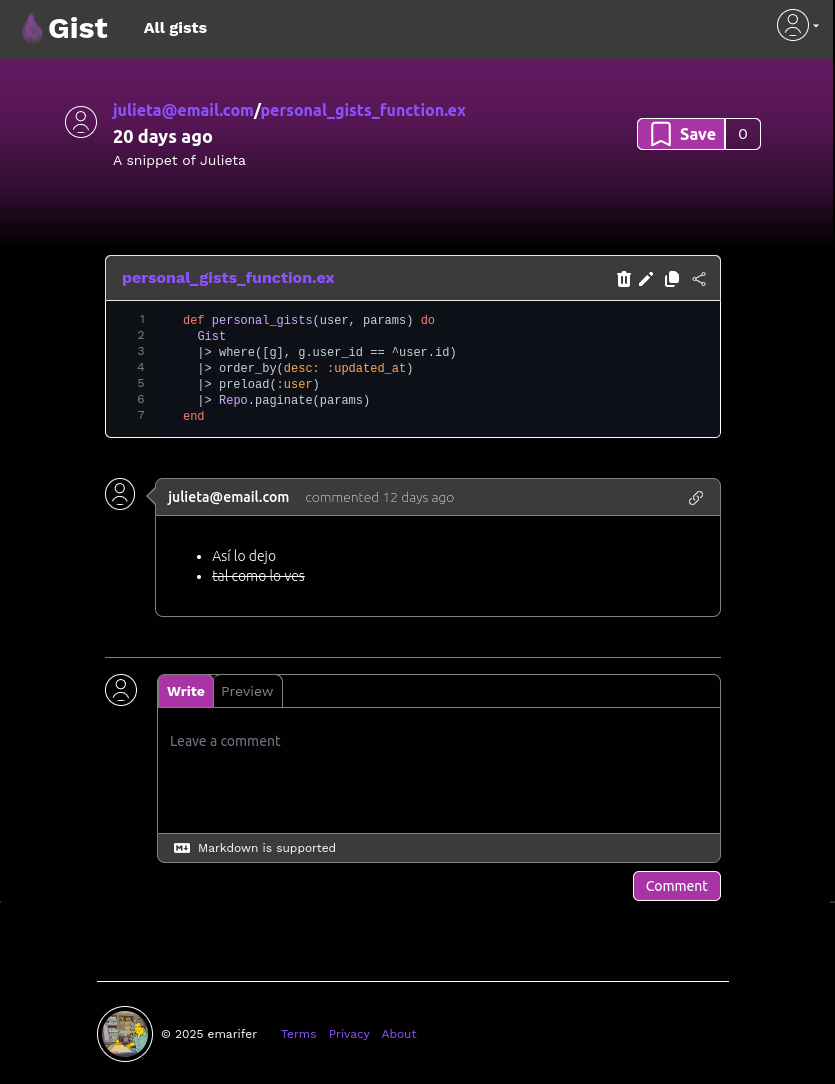 Gist All gists
julieta@email.com/personal_gists_function.ex
20 days ago
A snippet of Julieta
Save 0
personal_gists_function.ex
1 def personal_gists(user, params) do
2 Gist
3 |> where([g], g.user_id == ^user.id)
4 |> order_by(desc: :updated_at)
5 |> preload(:user)
6 |> Repo.paginate(params)
7 end
julieta@email.com commented 12 days ago
Así lo dejo
tal como lo ves
Write Preview
Leave a comment
Markdown is supported
Comment
© 2025 emarifer Terms Privacy About